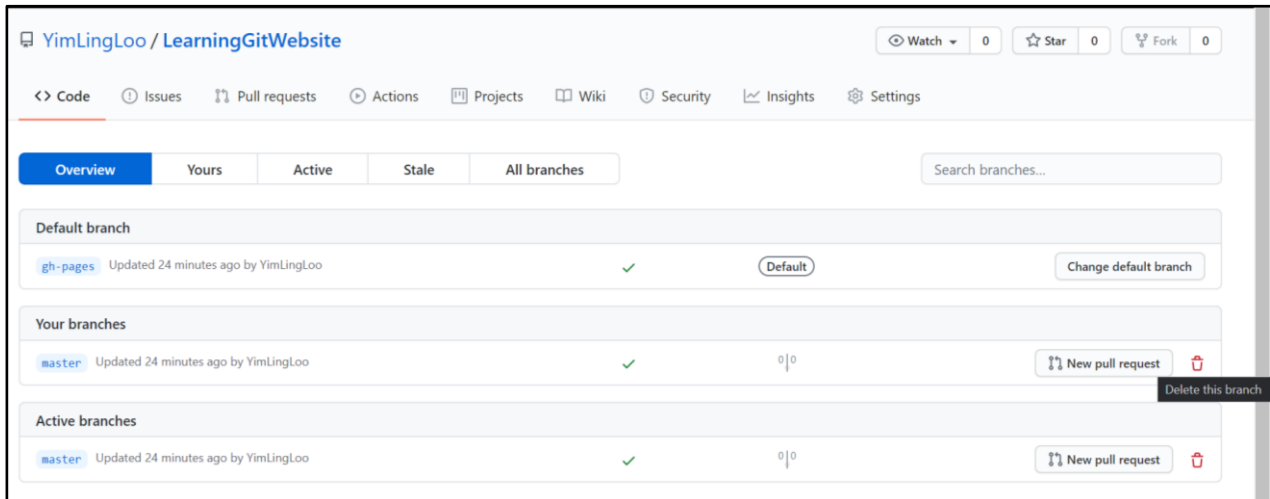 YimLingLoo / LearningGitWebsite Watch 0 Star 0 Fork 0
Code Issues Pull requests Actions Projects Wiki Security Insights Settings
Overview Yours Active Stale All branches Search branches...
Default branch
gh-pages Updated 24 minutes ago by YimLingLoo Default Change default branch
Your branches
master Updated 24 minutes ago by YimLingLoo 0 0 New pull request
Delete this branch
Active branches
master Updated 24 minutes ago by YimLingLoo 0 0 New pull request